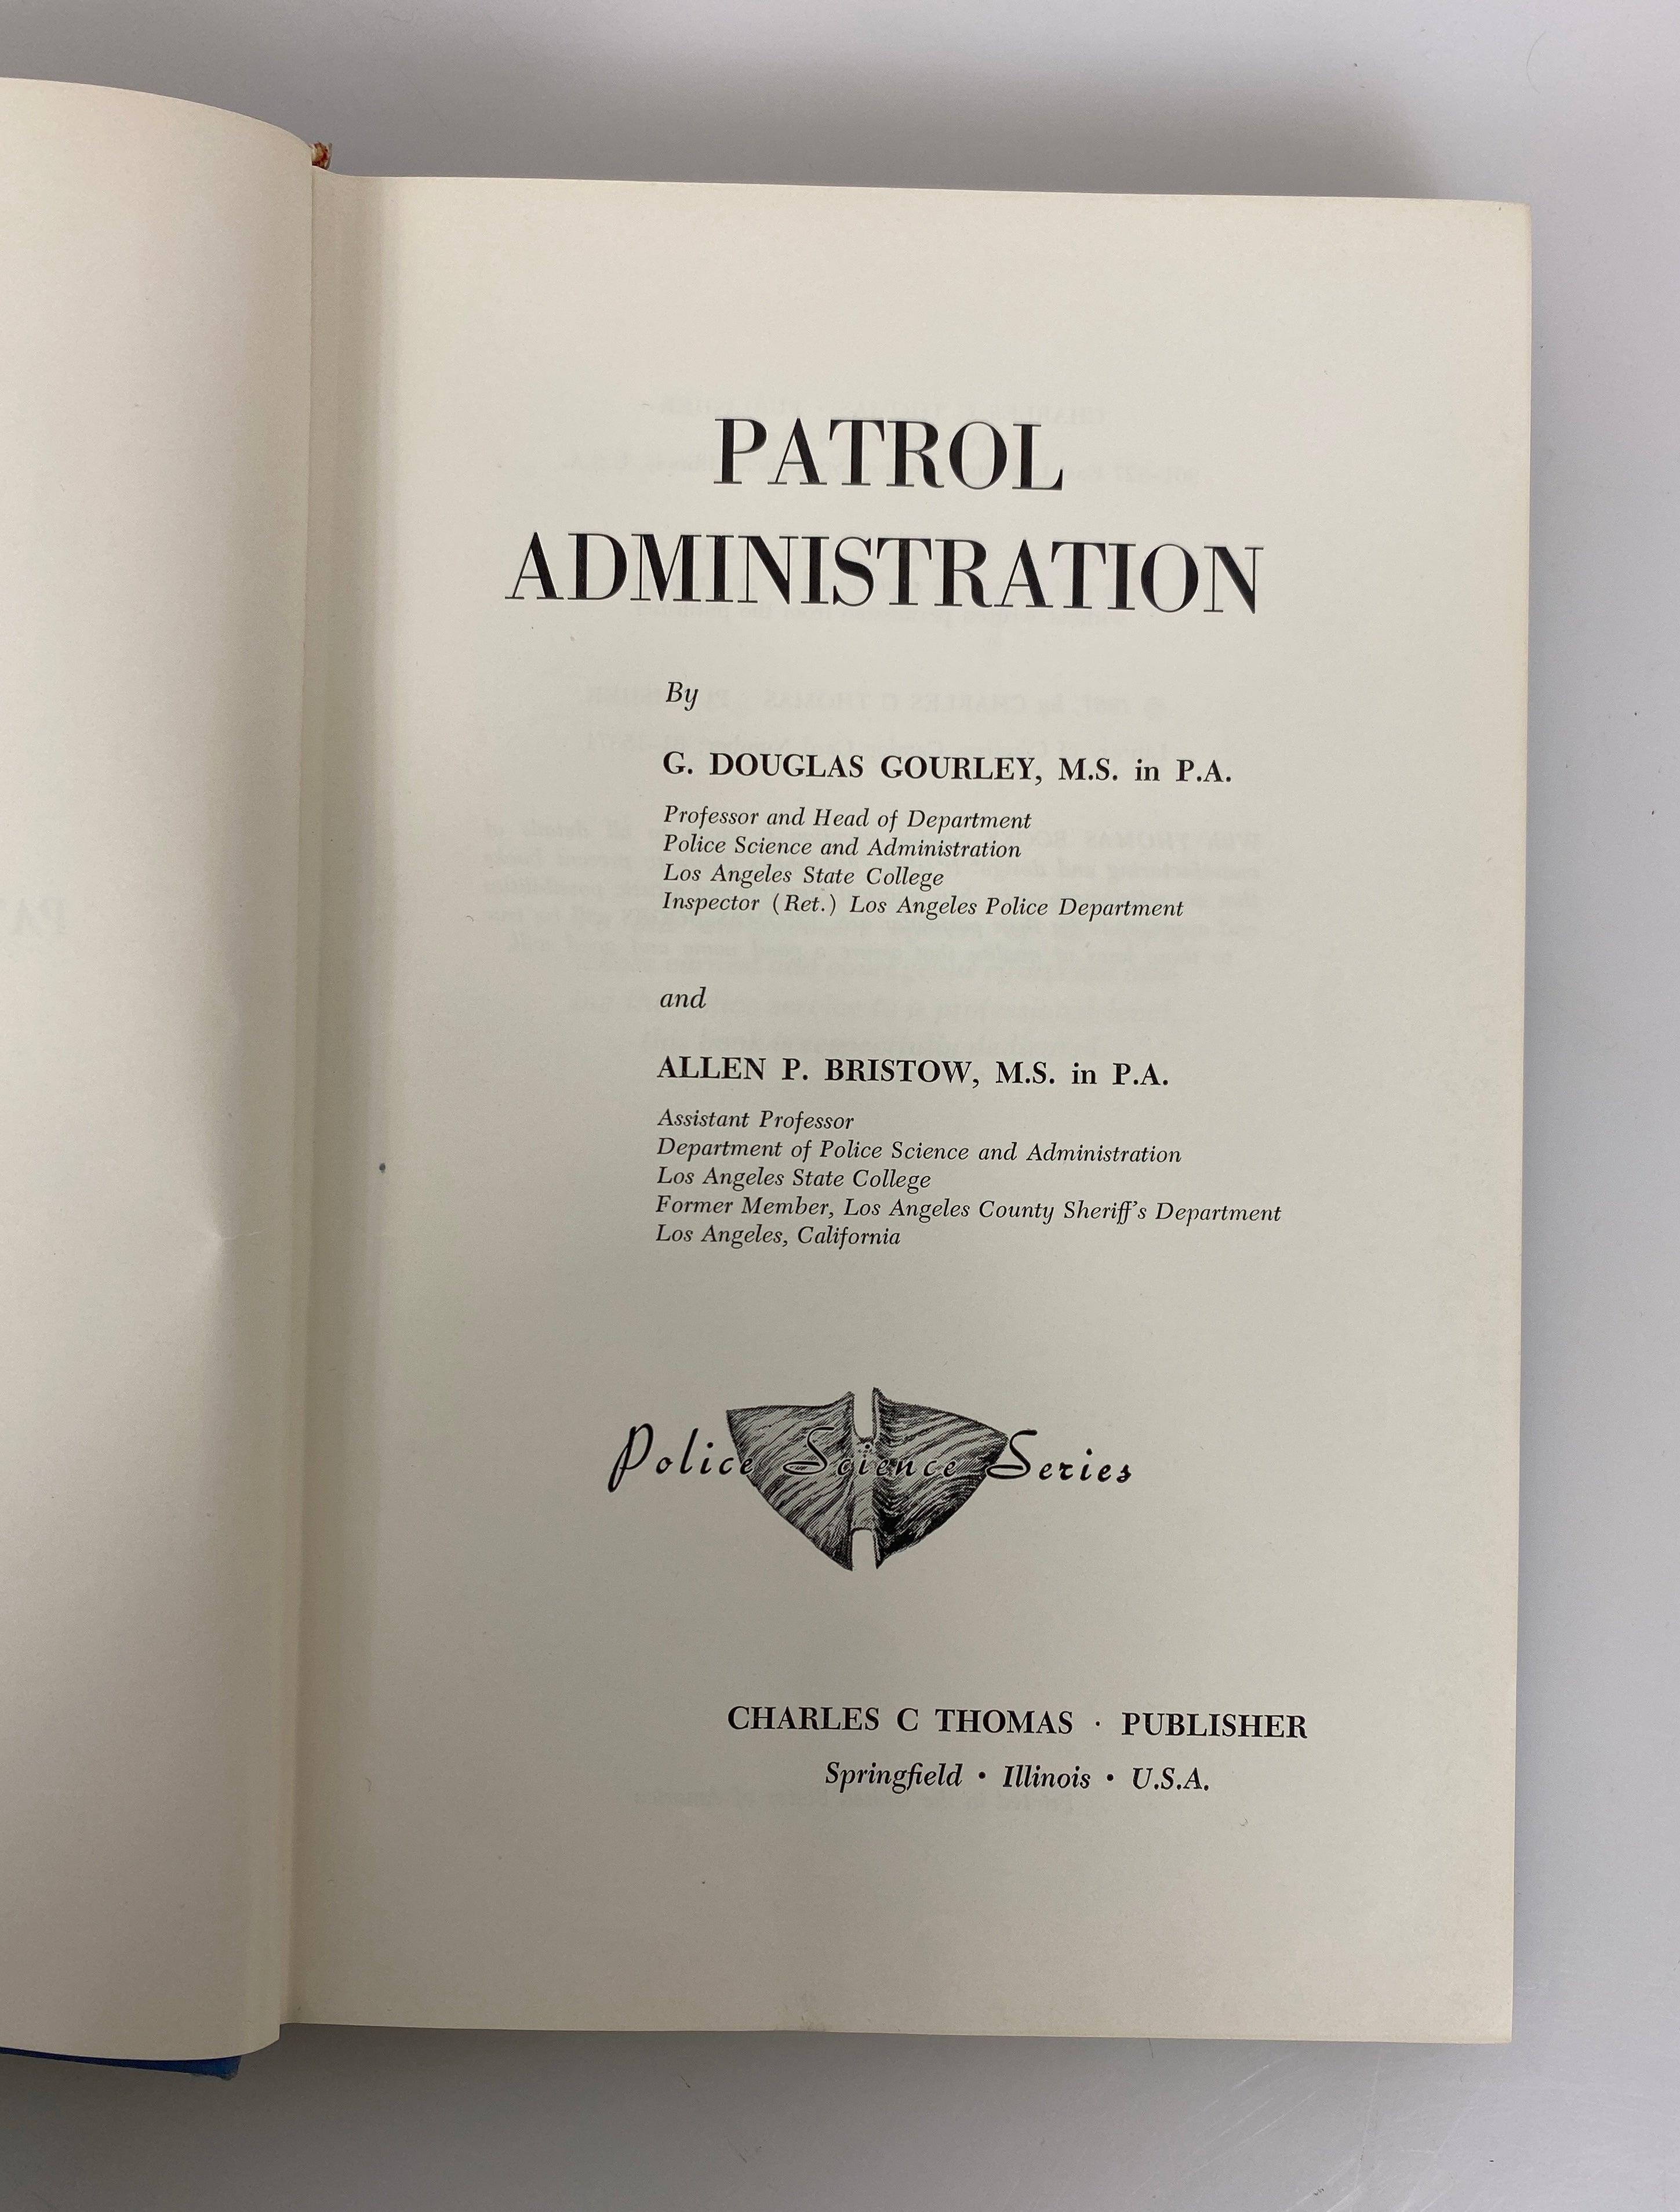 PATROL
ADMINISTRATION
By
G. DOUGLAS GOURLEY, M.S. in P.A.
Professor and Head of Department
Police Science and Administration
Los Angeles State College
Inspector (Ret.) Los Angeles Police Department
and
ALLEN P. BRISTOW, M.S. in P.A.
Assistant Professor
Department of Police Science and Administration
Los Angeles State College
Former Member, Los Angeles County Sheriff's Department
Los Angeles, California
Police Science Series
CHARLES C THOMAS · PUBLISHER
Springfield • Illinois • U.S.A.